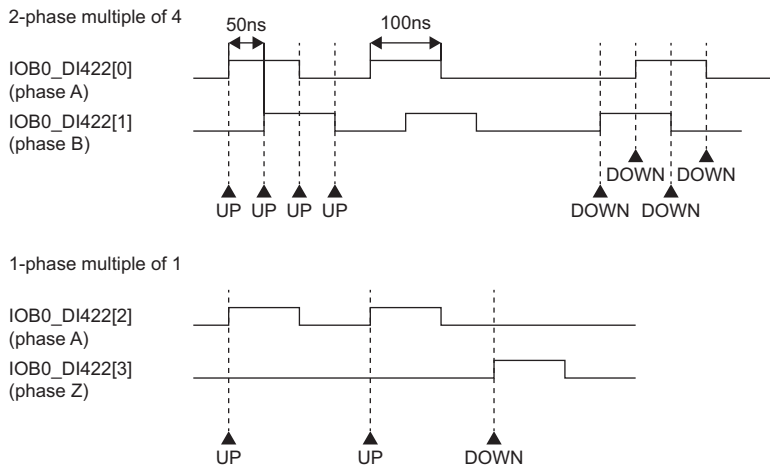 2-phase multiple of 4
50ns
100ns
IOB0_DI422[0]
(phase A)
IOB0_DI422[1]
(phase B)
DOWN DOWN
UP UP UP UP
DOWN DOWN
1-phase multiple of 1
IOB0_DI422[2]
(phase A)
IOB0_DI422[3]
(phase Z)
UP
UP
DOWN